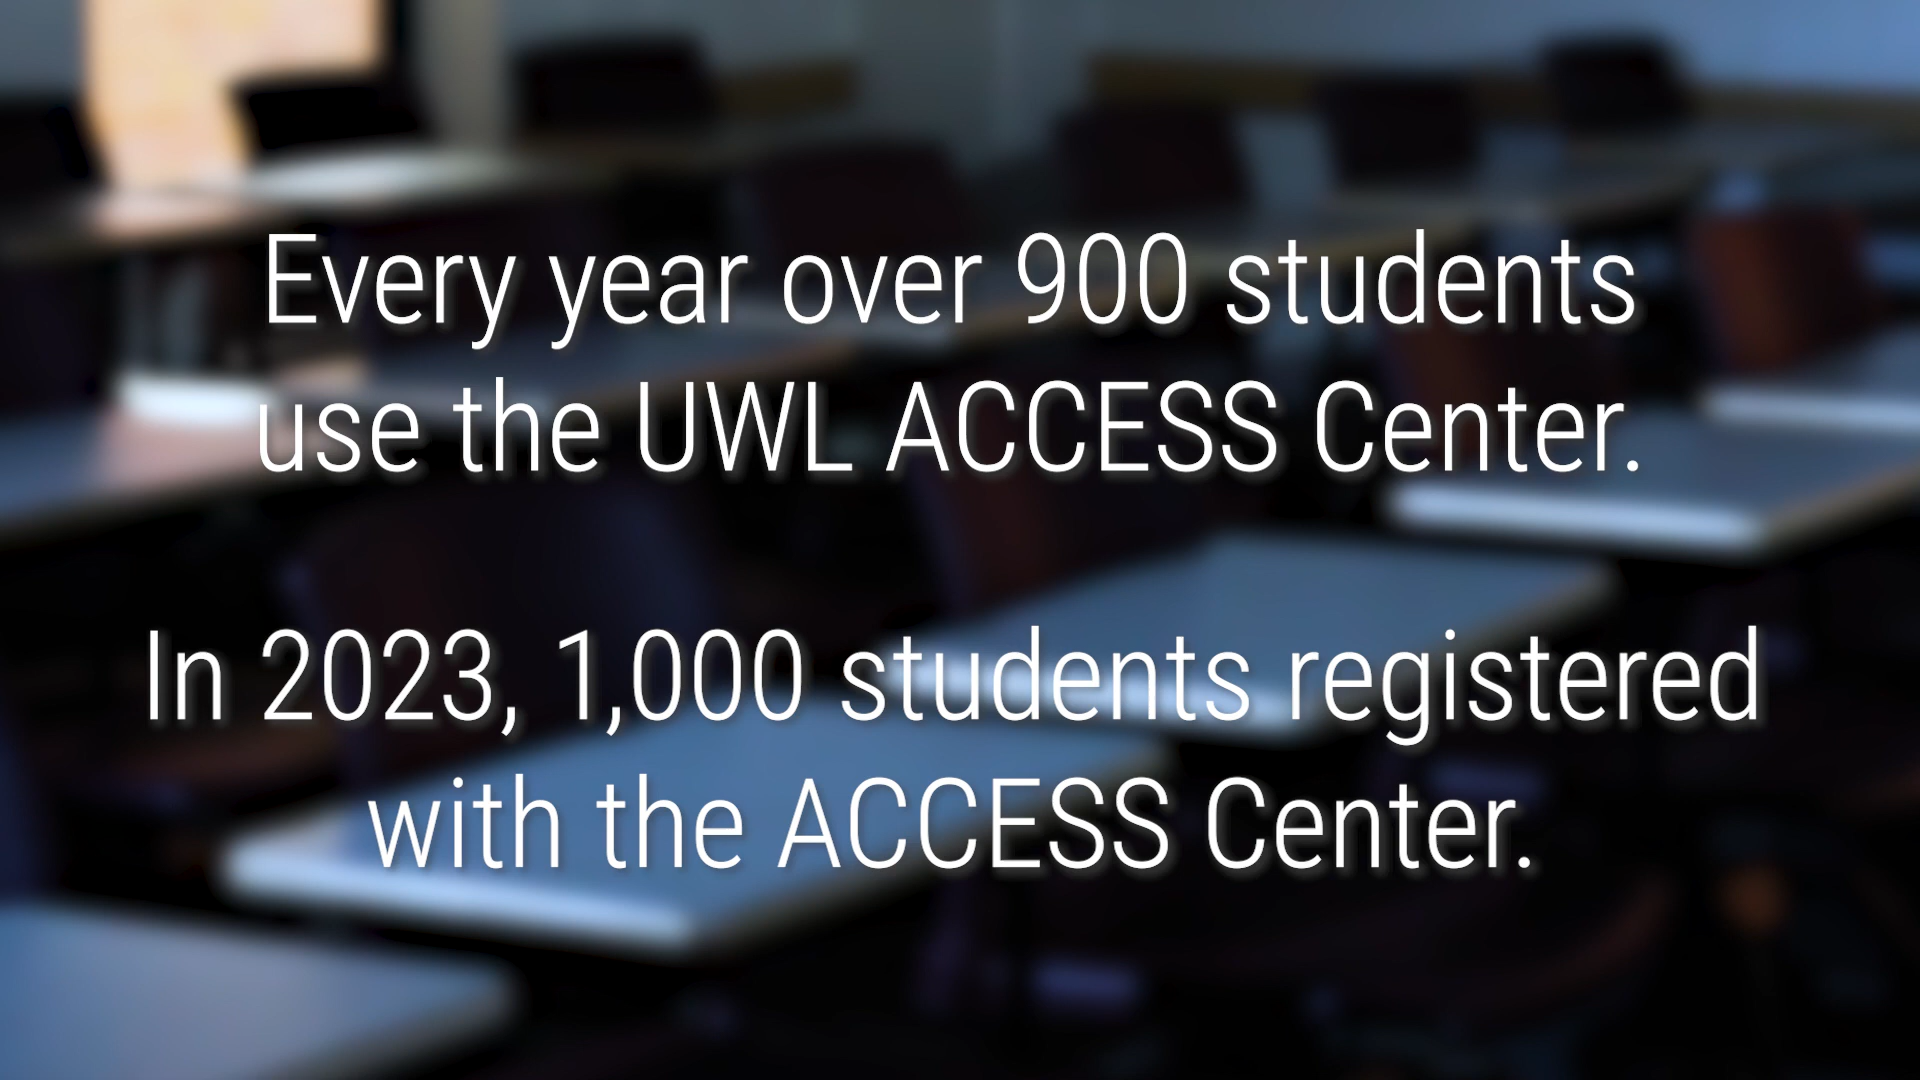 Every year over 900 students
use the UWL ACCESS Center.
In 2023, 1,000 students registered
with the ACCESS Center.